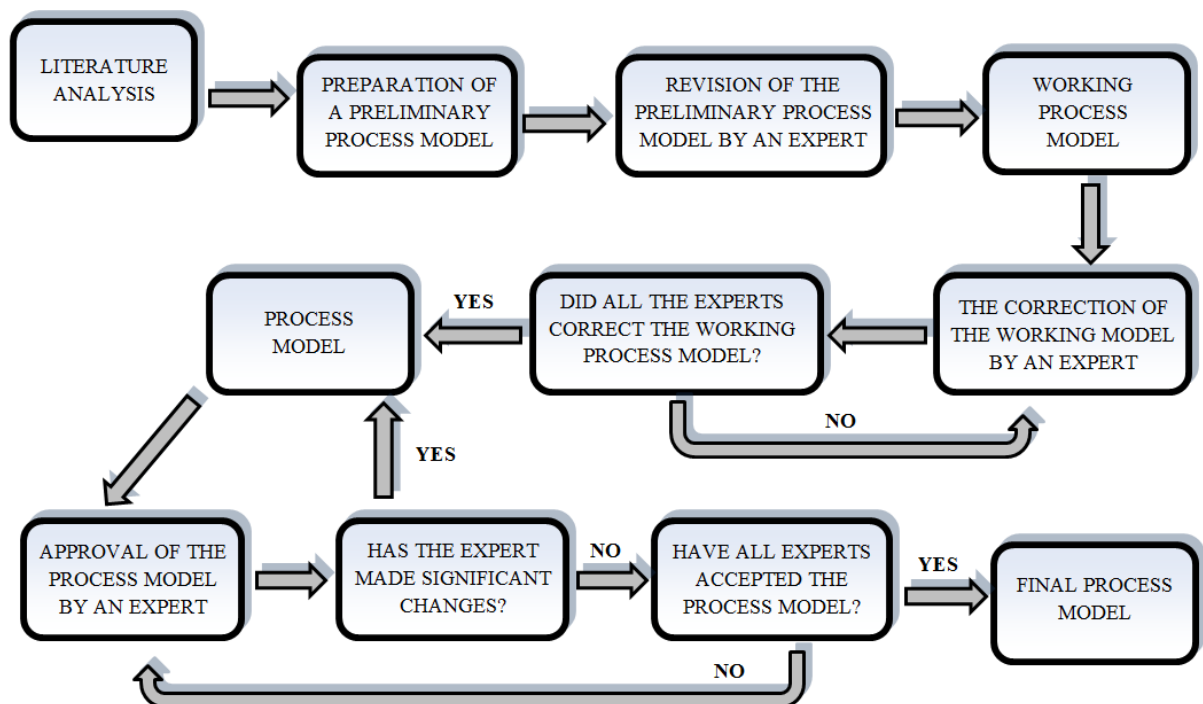 LITERATURE
ANALYSIS
PREPARATION OF
A PRELIMINARY
PROCESS MODEL
REVISION OF THE
PRELIMINARY PROCESS
MODEL BY AN EXPERT
WORKING
PROCESS
MODEL
THE CORRECTION OF
THE WORKING MODEL
BY AN EXPERT
DID ALL THE EXPERTS
CORRECT THE WORKING
PROCESS MODEL?
YES
NO
PROCESS
MODEL
APPROVAL OF THE
PROCESS MODEL
BY AN EXPERT
HAS THE EXPERT
MADE SIGNIFICANT
CHANGES?
YES
NO
HAVE ALL EXPERTS
ACCEPTED THE
PROCESS MODEL?
YES
NO
FINAL PROCESS
MODEL